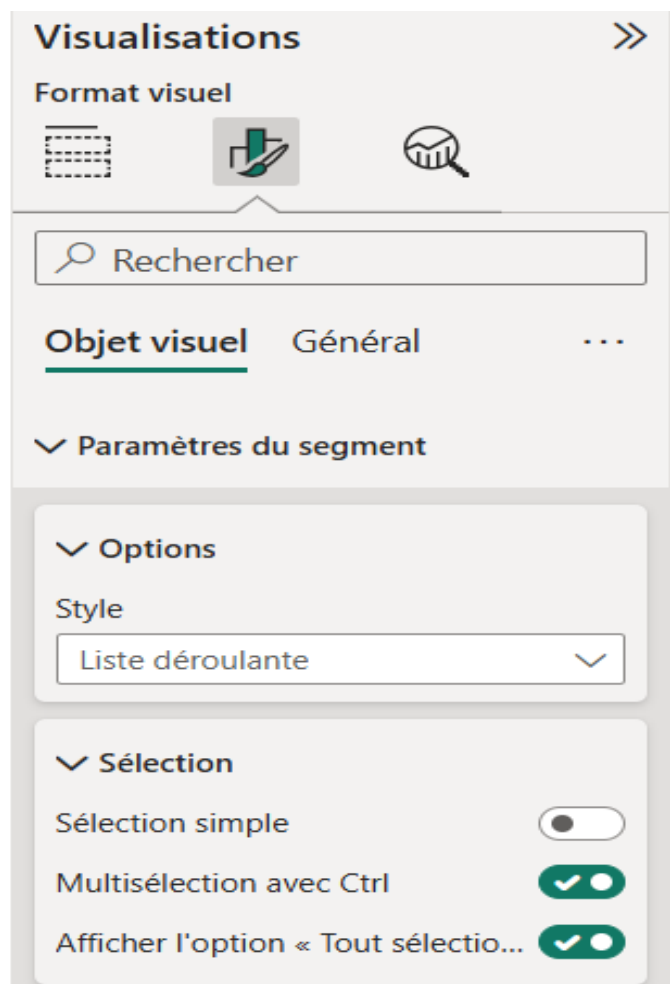 Visualisations
Format visuel
Rechercher
Objet visuel Général ...
Paramètres du segment
Options
Style
Liste déroulante
Sélection
Sélection simple
Multisélection avec Ctrl
Afficher l'option « Tout sélectio...